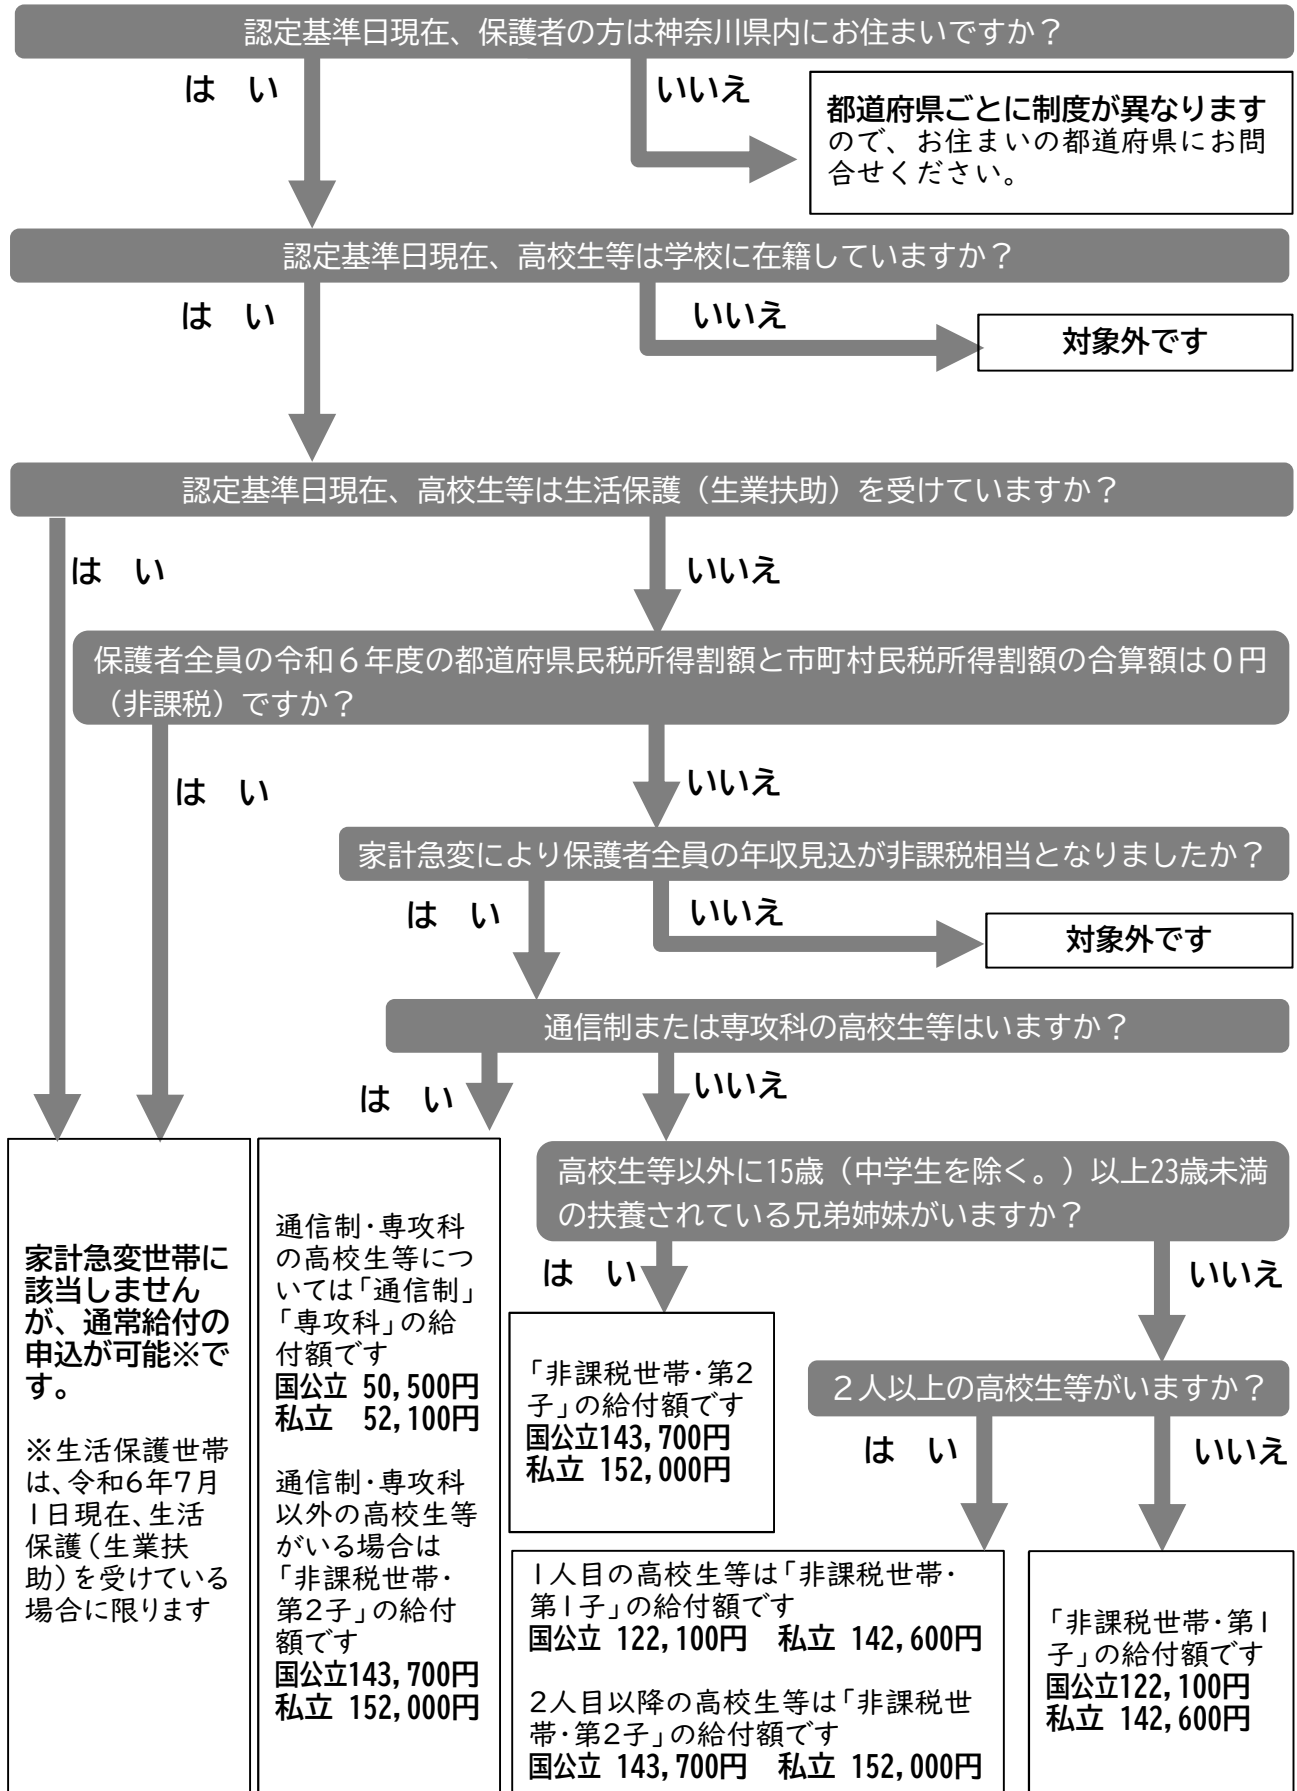 認定基準日現在、保護者の方は神奈川県内にお住まいですか？
は　い
いいえ
都道府県ごとに制度が異なります
ので、お住まいの都道府県にお問
合せください。
認定基準日現在、高校生等は学校に在籍していますか？
は　い
いいえ
対象外です
認定基準日現在、高校生等は生活保護（生業扶助）を受けていますか？
は　い
いいえ
保護者全員の令和６年度の都道府県民税所得割額と市町村民税所得割額の合算額は０円
（非課税）ですか？
は　い
いいえ
家計急変により保護者全員の年収見込が非課税相当となりましたか？
は　い
いいえ
対象外です
通信制または専攻科の高校生等はいますか？
は　い
いいえ
家計急変世帯に
該当しません
が、通常給付の
申込が可能※で
す。
※生活保護世帯
は、令和6年7月
1日現在、生活
保護（生業扶
助）を受けている
場合に限ります
通信制・専攻科
の高校生等につ
いては「通信制」
「専攻科」の給
付額です
国公立 50,500円
私立　52,100円
通信制・専攻科
以外の高校生等
がいる場合は
「非課税世帯・
第2子」の給付
額です
国公立143,700円
私立 152,000円
高校生等以外に15歳（中学生を除く。）以上23歳未満
の扶養されている兄弟姉妹がいますか？
は　い
いいえ
「非課税世帯・第2
子」の給付額です
国公立143,700円
私立 152,000円
２人以上の高校生等がいますか？
は　い
いいえ
1人目の高校生等は「非課税世帯・
第1子」の給付額です
国公立 122,100円　私立 142,600円
2人目以降の高校生等は「非課税世
帯・第2子」の給付額です
国公立 143,700円　私立 152,000円
「非課税世帯・第1
子」の給付額です
国公立122,100円
私立 142,600円